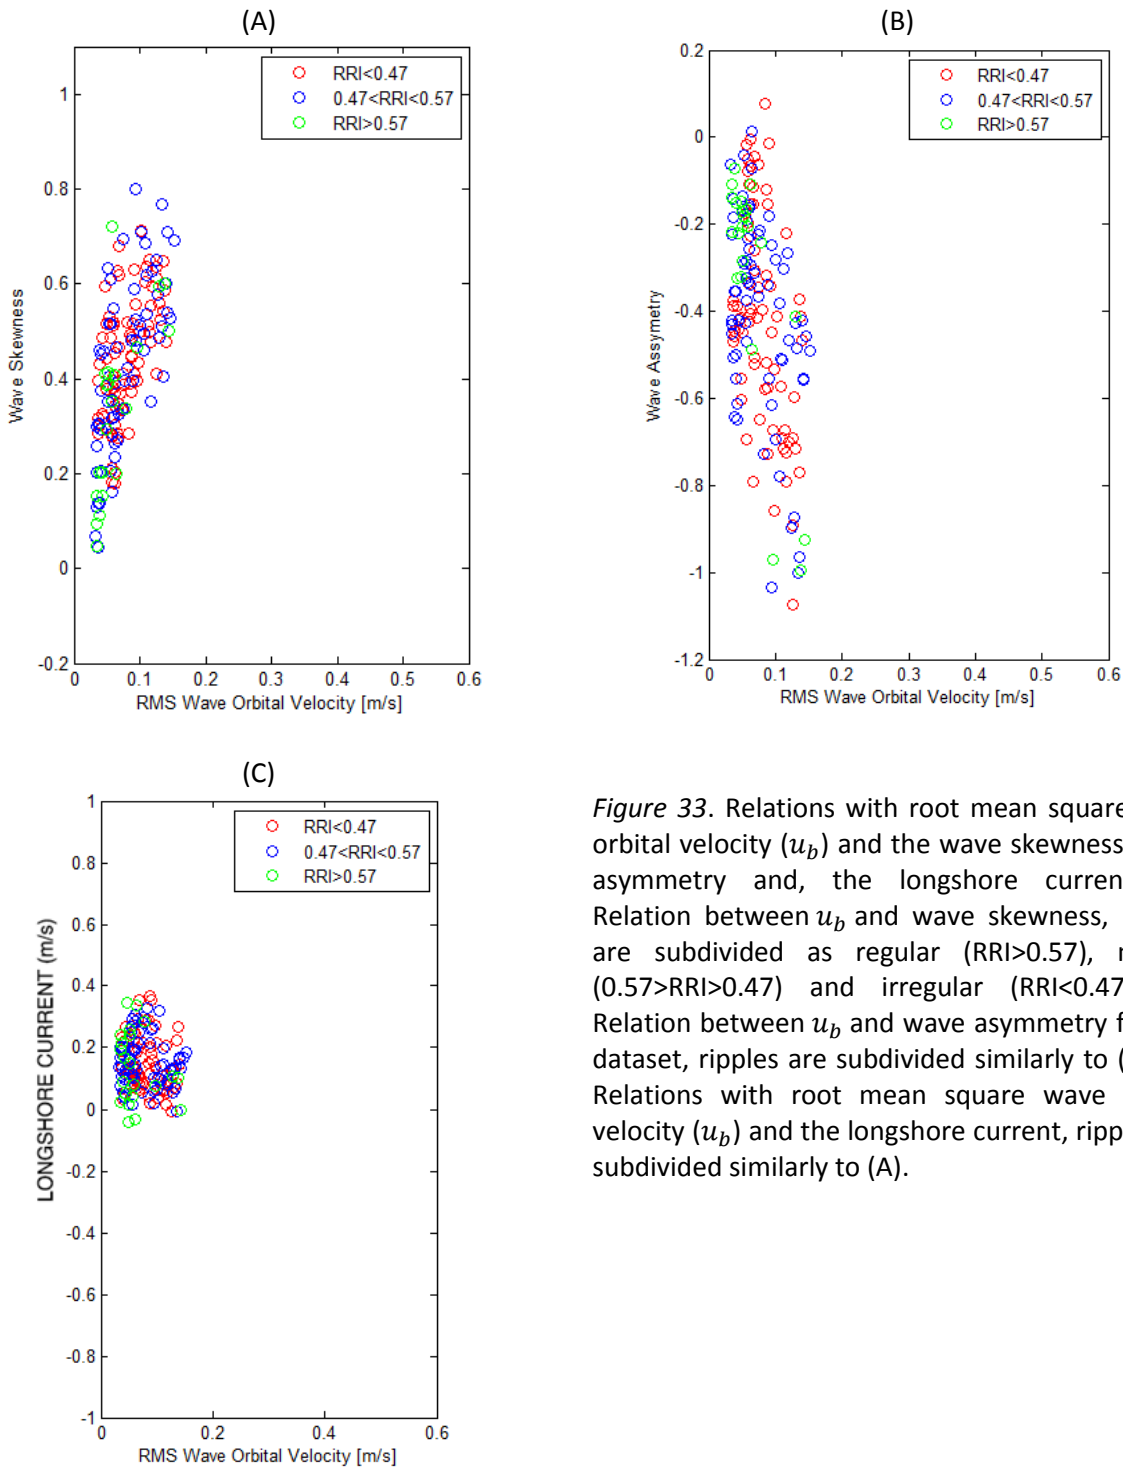 (A)
1
0.8
0.6
0.4
0.2
0
-0.2
0
0.1
0.2
0.3
0.4
0.5
0.6
Wave Skewness
RMS Wave Orbital Velocity [m/s]
RRI<0.47
0.47<RRI<0.57
RRI>0.57
(B)
0.2
0
-0.2
-0.4
-0.6
-0.8
-1
-1.2
0
0.1
0.2
0.3
0.4
0.5
0.6
Wave Assymetry
RMS Wave Orbital Velocity [m/s]
RRI<0.47
0.47<RRI<0.57
RRI>0.57
(C)
1
0.8
0.6
0.4
0.2
0
-0.2
-0.4
-0.6
-0.8
-1
0
0.2
0.4
0.6
LONGSHORE CURRENT (m/s)
RMS Wave Orbital Velocity [m/s]
RRI<0.47
0.47<RRI<0.57
RRI>0.57
Figure 33. Relations with root mean square
orbital velocity (u_b) and the wave skewness
asymmetry and, the longshore curren
Relation between u_b and wave skewness,
are subdivided as regular (RRI>0.57),
(0.57>RRI>0.47) and irregular (RRI<0.47
Relation between u_b and wave asymmetry
dataset, ripples are subdivided similarly to
Relations with root mean square wave
velocity (u_b) and the longshore current, ripp
subdivided similarly to (A).